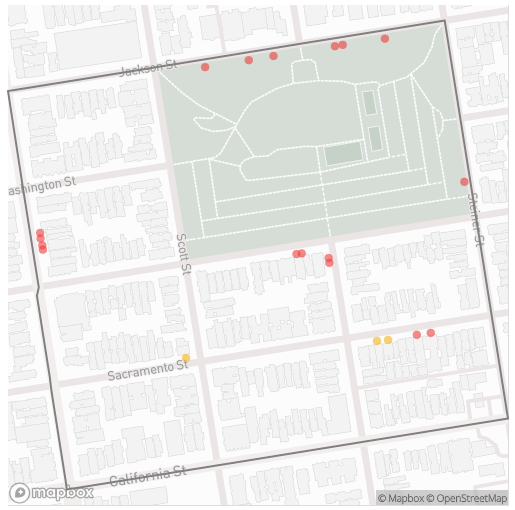 Jackson St
ashington St
Steiner St
Scott St
Sacramento St
California St
mapbox
© Mapbox © OpenStreetMap